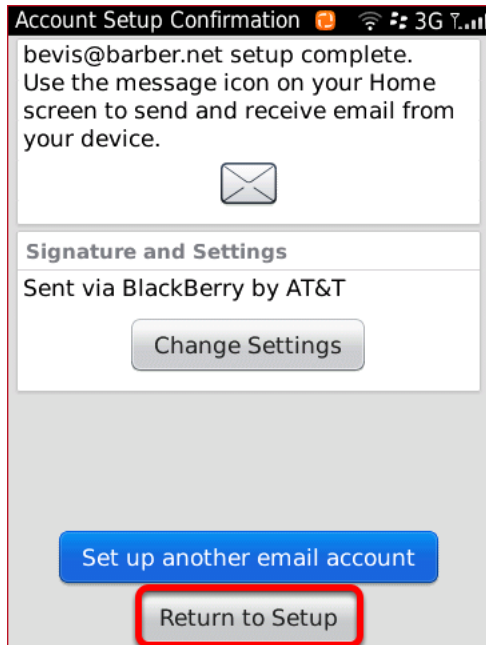 Account Setup Confirmation 3G
bevis@barber.net setup complete.
Use the message icon on your Home
screen to send and receive email from
your device.
Signature and Settings
Sent via BlackBerry by AT&T
Change Settings
Set up another email account
Return to Setup